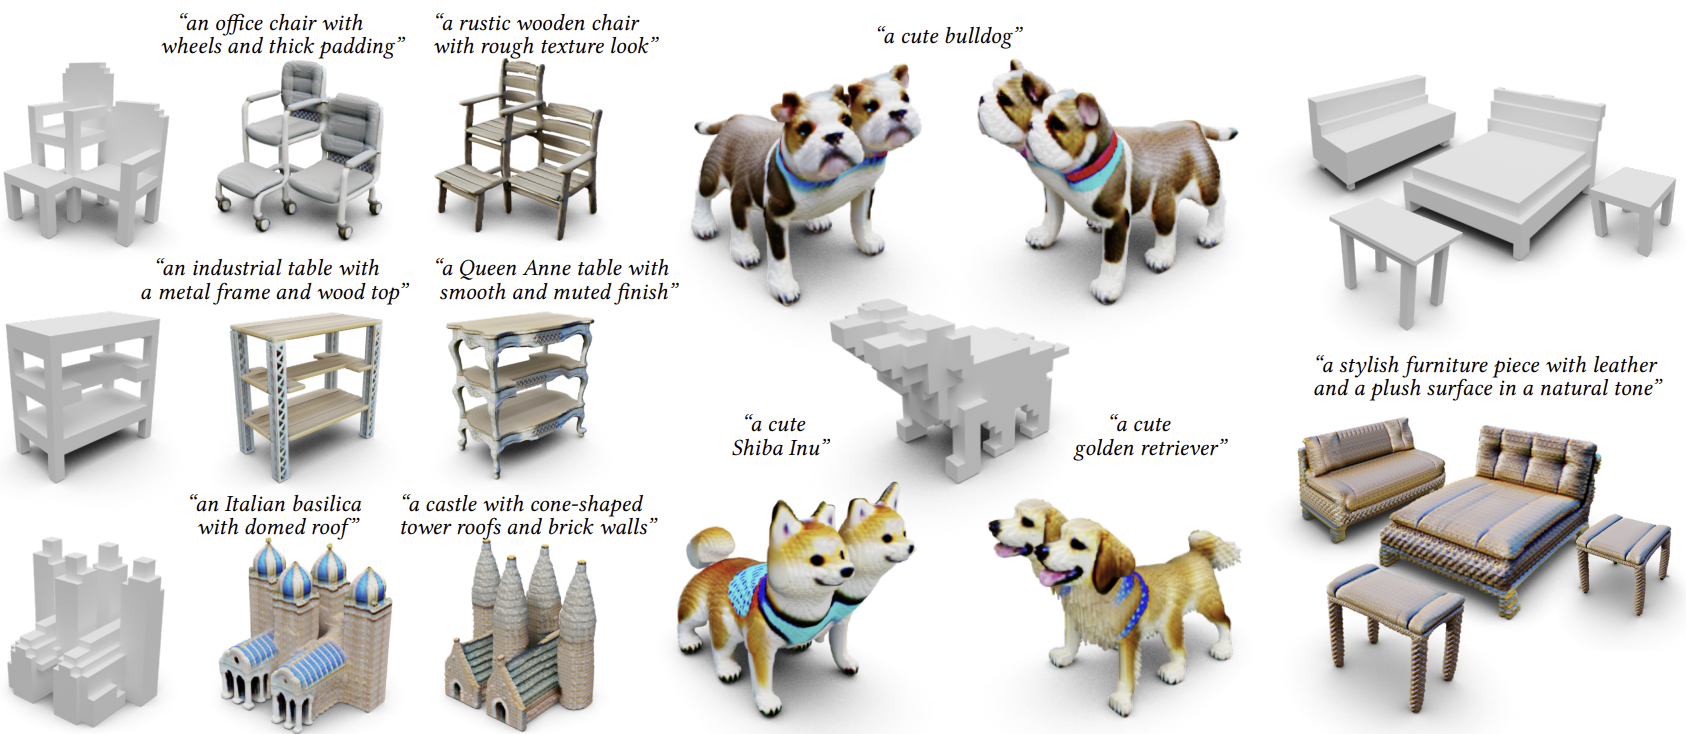 “an office chair with
wheels and thick padding”
“a rustic wooden chair
with rough texture look”
“a cute bulldog”
“an industrial table with
a metal frame and wood top”
“a Queen Anne table with
smooth and muted finish”
“a stylish furniture piece with leather
and a plush surface in a natural tone”
“a cute
Shiba Inu”
“a cute
golden retriever”
“an Italian basilica
with domed roof”
“a castle with cone-shaped
tower roofs and brick walls”